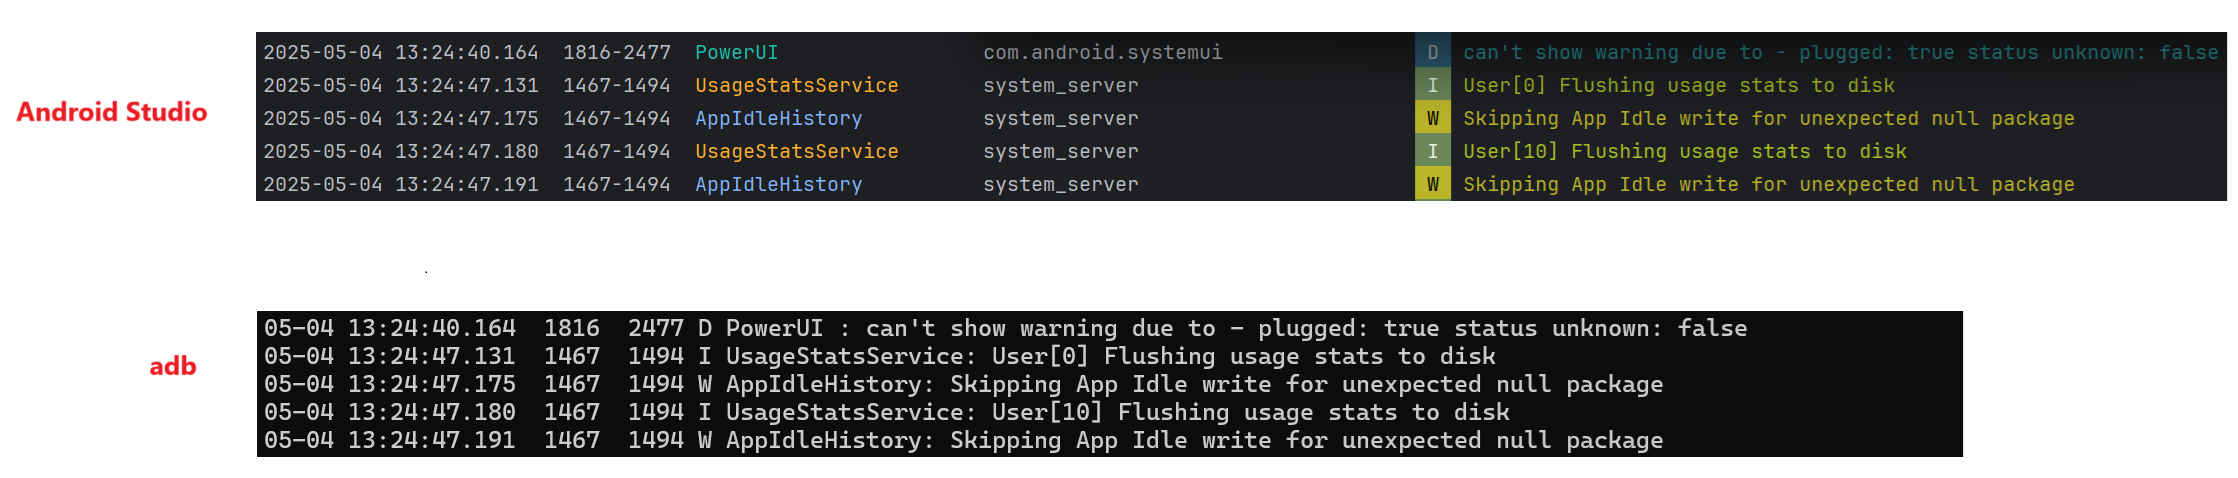 2025-05-04 13:24:40.164 1816-2477 PowerUI com.android.systemui D can't show warning due to - plugged: true status unknown: false
2025-05-04 13:24:47.131 1467-1494 UsageStatsService system_server I User[0] Flushing usage stats to disk
Android Studio
2025-05-04 13:24:47.175 1467-1494 AppIdleHistory system_server W Skipping App Idle write for unexpected null package
2025-05-04 13:24:47.180 1467-1494 UsageStatsService system_server I User[10] Flushing usage stats to disk
2025-05-04 13:24:47.191 1467-1494 AppIdleHistory system_server W Skipping App Idle write for unexpected null package
.
05-04 13:24:40.164 1816 2477 D PowerUI : can't show warning due to - plugged: true status unknown: false
05-04 13:24:47.131 1467 1494 I UsageStatsService: User[0] Flushing usage stats to disk
adb
05-04 13:24:47.175 1467 1494 W AppIdleHistory: Skipping App Idle write for unexpected null package
05-04 13:24:47.180 1467 1494 I UsageStatsService: User[10] Flushing usage stats to disk
05-04 13:24:47.191 1467 1494 W AppIdleHistory: Skipping App Idle write for unexpected null package